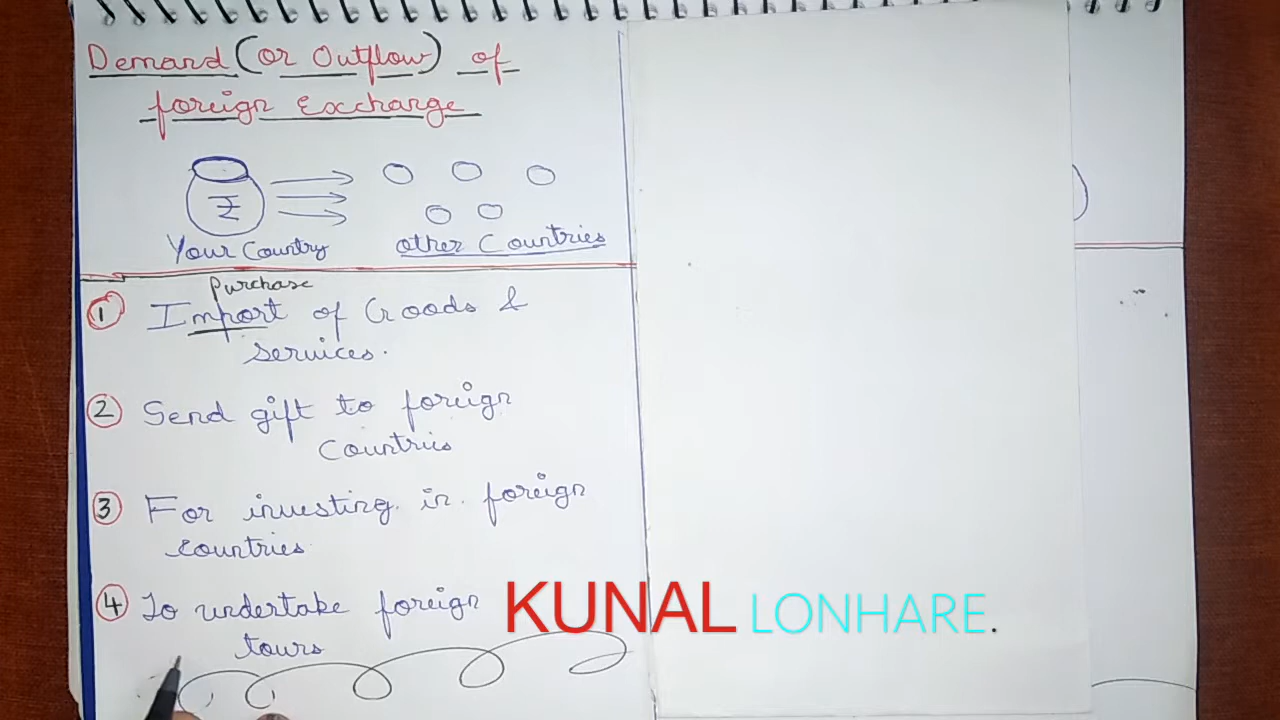 Demand (or Outflow) of
foreign Exchange
₹
Your Country
other Countries
purchase
1 Import of Goods &
services.
2 Send gift to foreign
Countries
3 For investing in foreign
countries
4 To undertake foreign
tours
KUNAL LONHARE.